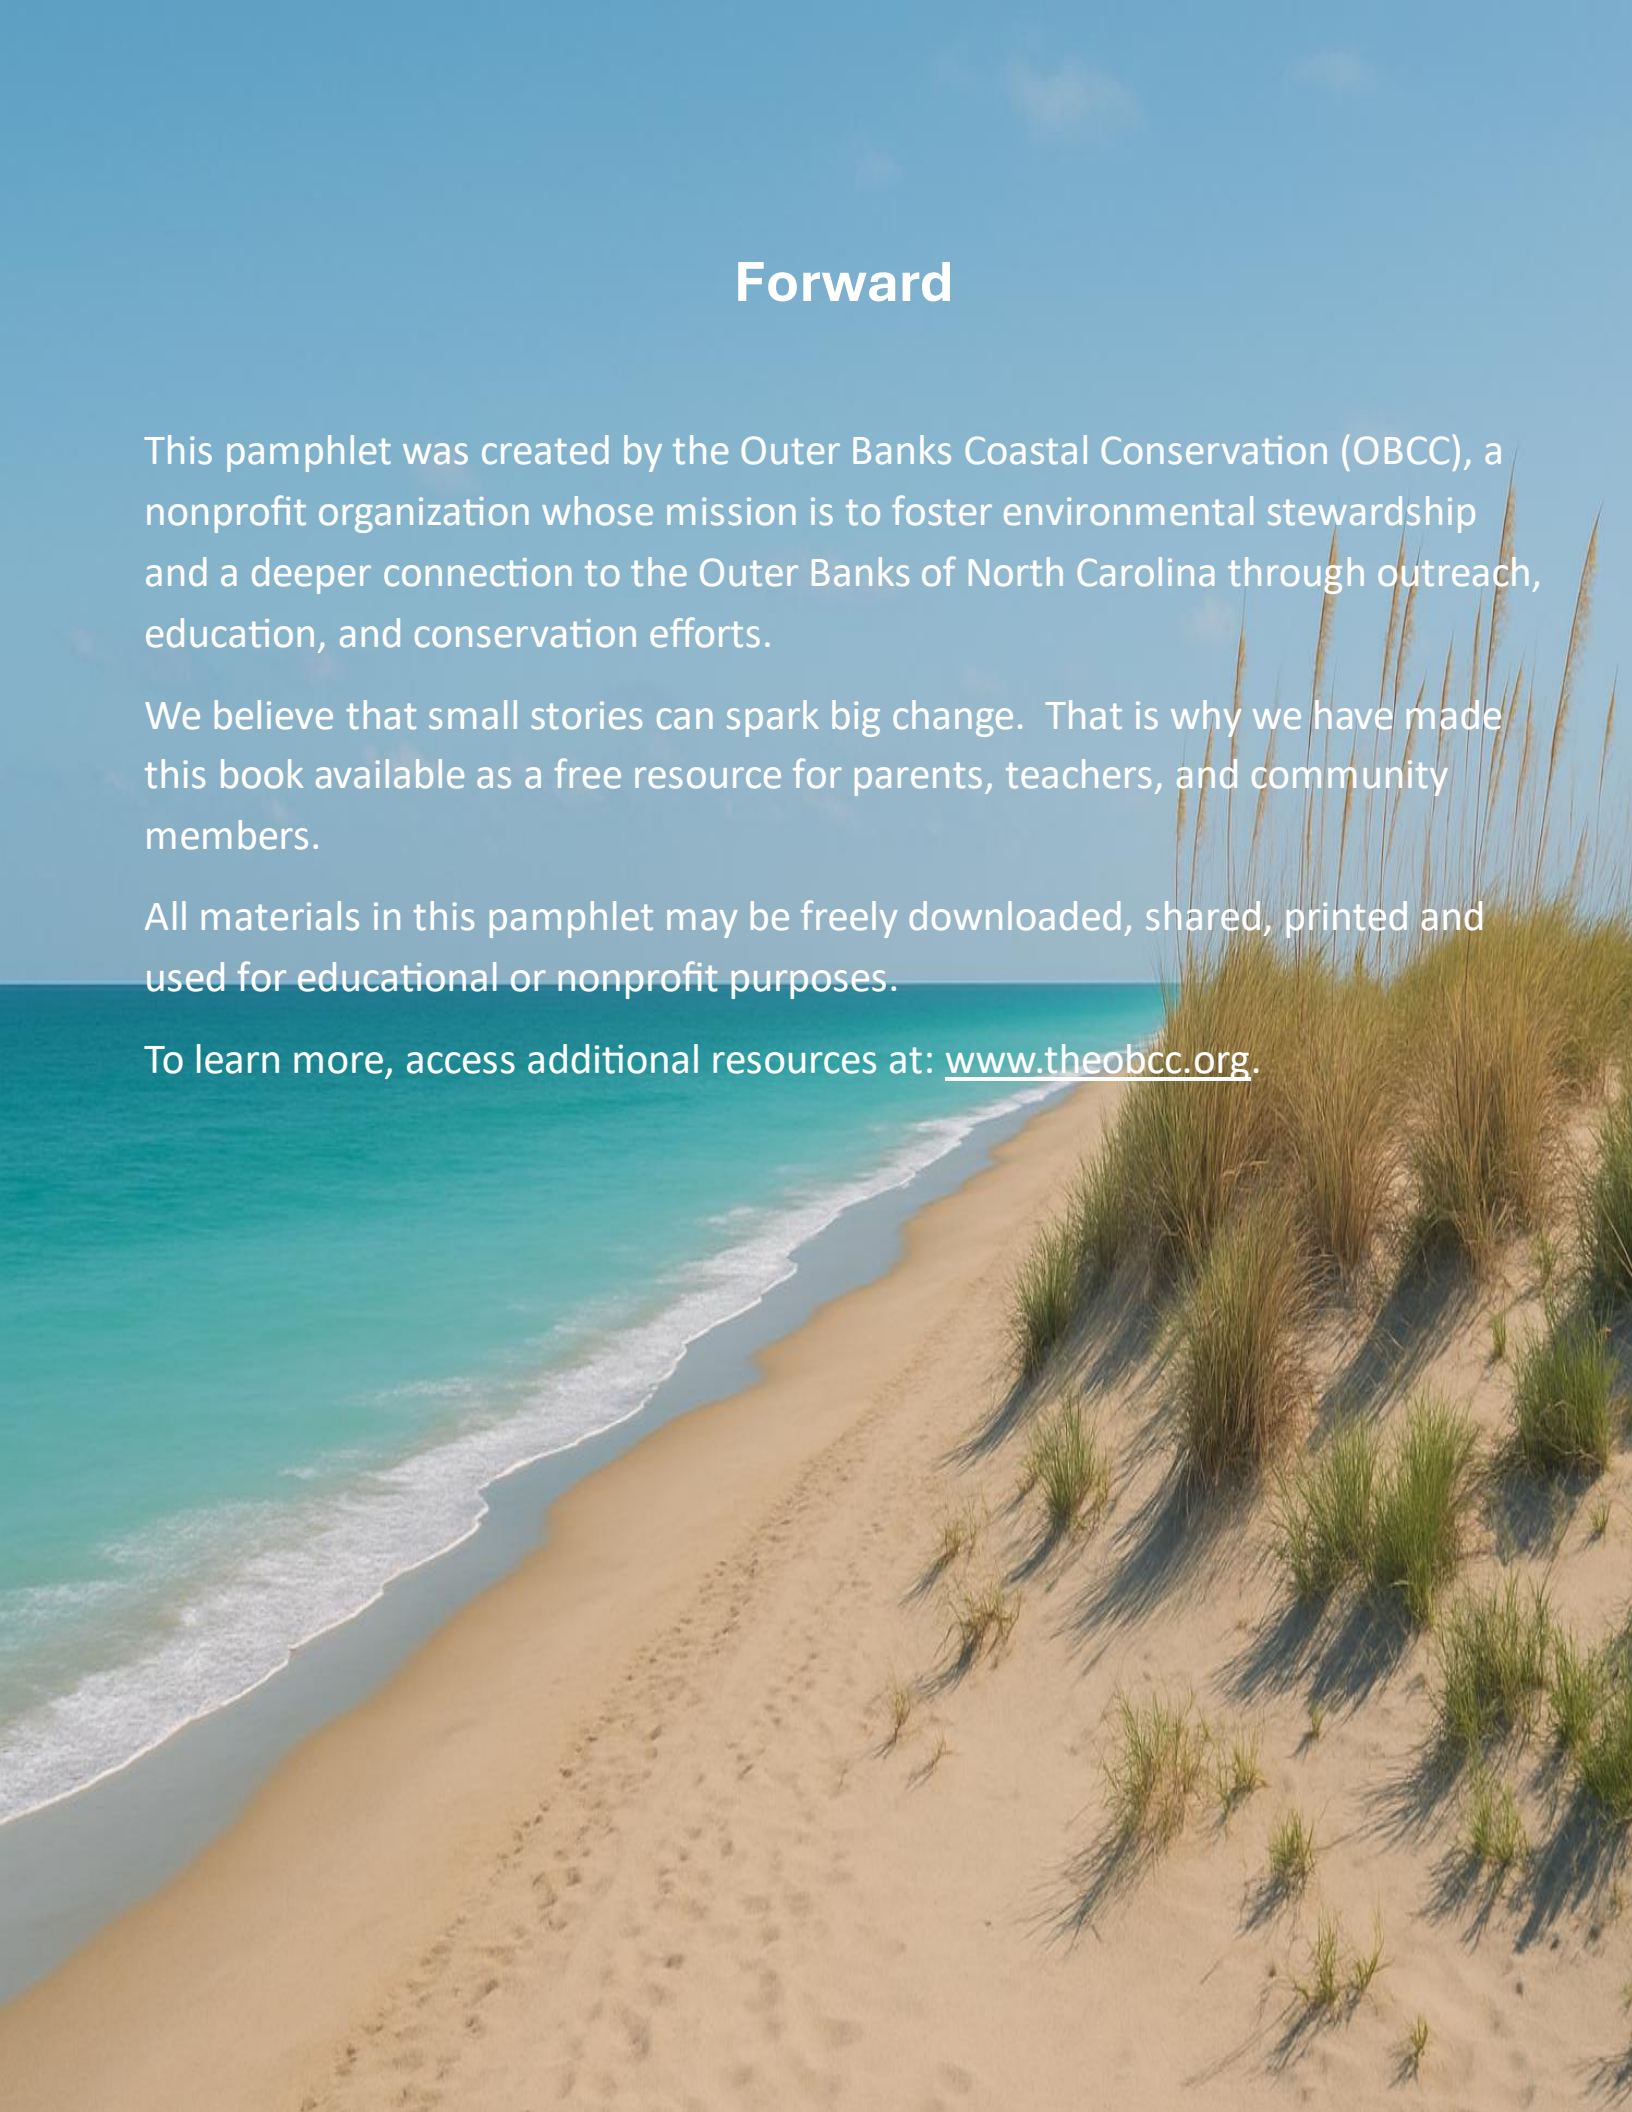 Forward
This pamphlet was created by the Outer Banks Coastal Conservation (OBCC), a
nonprofit organization whose mission is to foster environmental stewardship
and a deeper connection to the Outer Banks of North Carolina through outreach,
education, and conservation efforts.
We believe that small stories can spark big change.  That is why we have made
this book available as a free resource for parents, teachers, and community
members.
All materials in this pamphlet may be freely downloaded, shared, printed and
used for educational or nonprofit purposes.
To learn more, access additional resources at: www.theobcc.org.